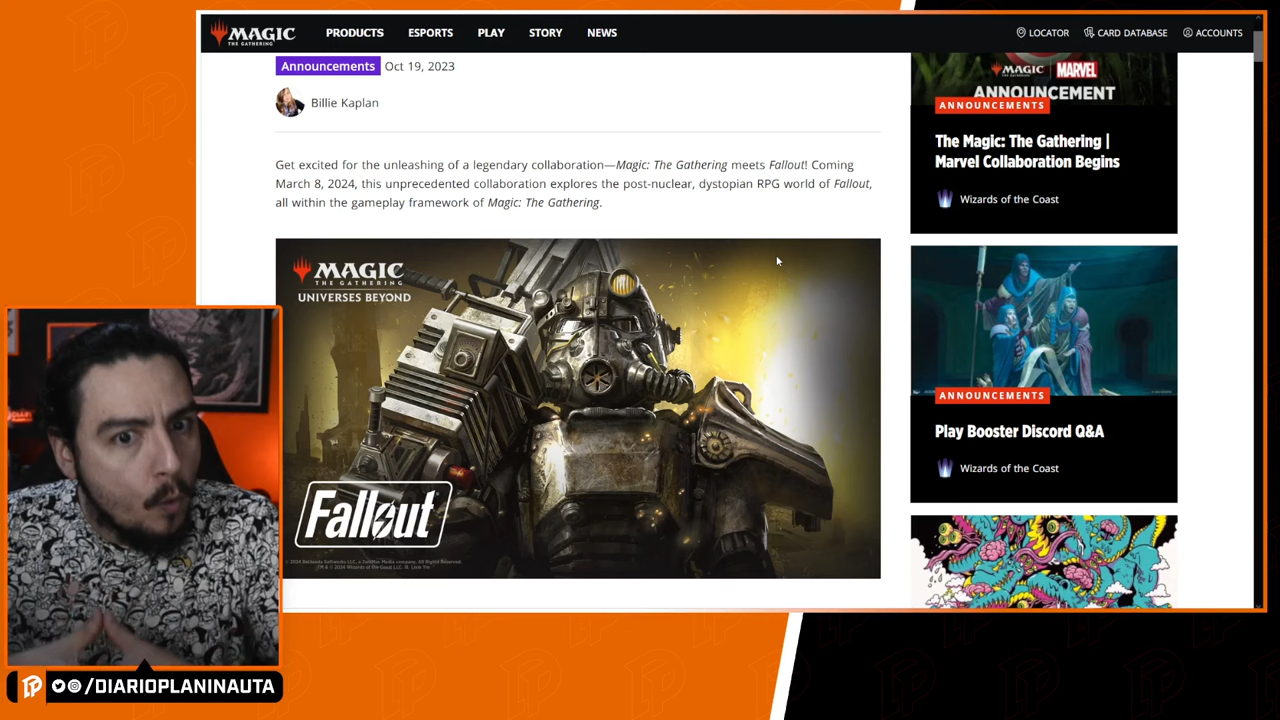 MAGIC
THE GATHERING
PRODUCTS
ESPORTS
PLAY
STORY
NEWS
LOCATOR
CARD DATABASE
ACCOUNTS
Announcements Oct 19, 2023
Billie Kaplan
Get excited for the unleashing of a legendary collaboration—Magic: The Gathering meets Fallout! Coming
March 8, 2024, this unprecedented collaboration explores the post-nuclear, dystopian RPG world of Fallout,
all within the gameplay framework of Magic: The Gathering.
MAGIC
THE GATHERING
UNIVERSES BEYOND
Fallout
MAGIC
THE GATHERING
MARVEL
ANNOUNCEMENT
ANNOUNCEMENTS
The Magic: The Gathering |
Marvel Collaboration Begins
Wizards of the Coast
ANNOUNCEMENTS
Play Booster Discord Q&A
Wizards of the Coast
/DIARIOPLANINAUTA